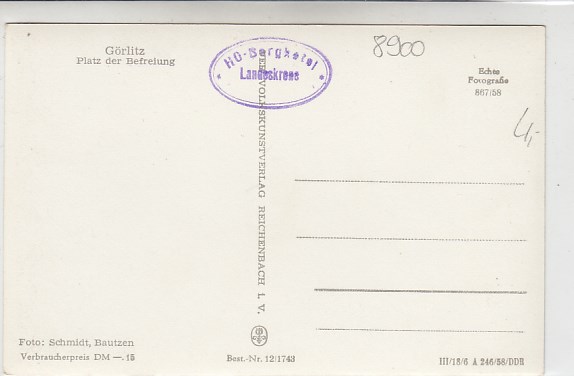 Görlitz
Platz der Befreiung
HO-Berghotel
Landeskrone
8900
Echte
Fotografie
867/58
4,-
VOLKSKUNSTVERLAG REICHENBACH i. V.
Foto: Schmidt, Bautzen
Verbraucherpreis DM —.15
Best.-Nr. 12/1743
III/18/6 A 246/58/DDR